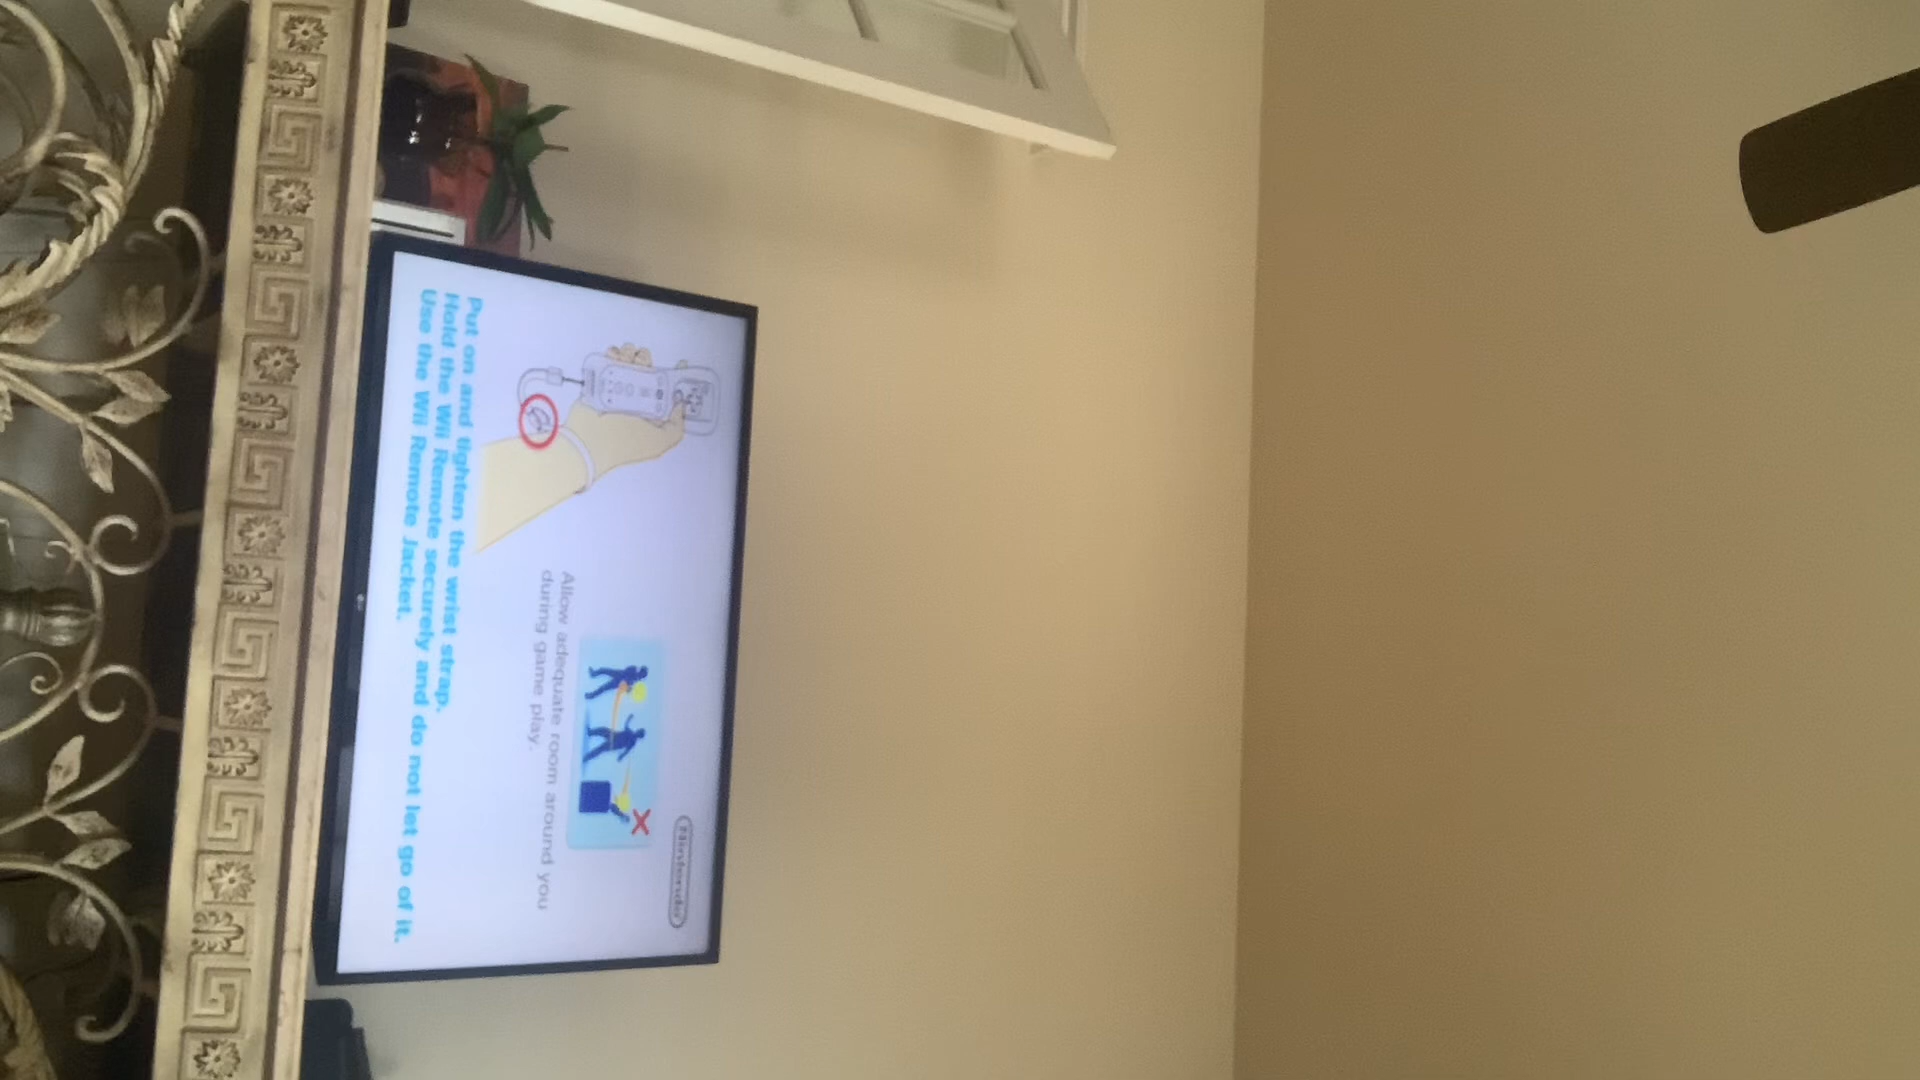 Nintendo
Allow adequate room around you
during game play.
Put on and tighten the wrist strap.
Hold the Wii Remote securely and do not let go of it.
Use the Wii Remote Jacket.